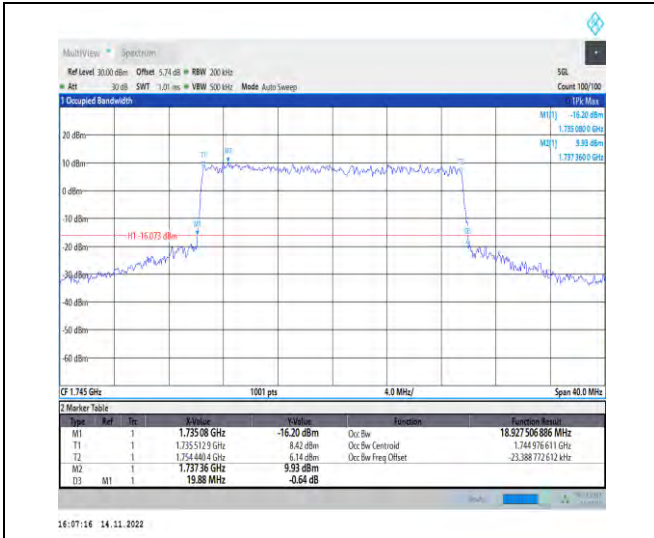 MultiView Spectrum
Ref Level 30.00 dBm Offset 5.74 dB RBW 200 kHz SGL
Att 30 dB SWT 1.01 ms VBW 500 kHz Mode Auto Sweep Count 100/100
1 Occupied Bandwidth 1Pk Max
M1[1] -16.20 dBm
1.735 080 0 GHz
20 dBm
M2[1] 9.93 dBm
1.737 360 0 GHz
T1 M2
10 dBm
0 dBm
-10 dBm
H1 -16.073 dBm
-20 dBm
-30 dBm
-40 dBm
-50 dBm
-60 dBm
CF 1.745 GHz 1001 pts 4.0 MHz/ Span 40.0 MHz
2 Marker Table
Type Ref Trc X-Value Y-Value Function Function Result
M1 1 1.735 08 GHz -16.20 dBm Occ Bw 18.927 506 886 MHz
T1 1 1.735 512 9 GHz 8.42 dBm Occ Bw Centroid 1.744 976 611 GHz
T2 1 1.754 440 4 GHz 6.14 dBm Occ Bw Freq Offset -23.388 772 612 kHz
M2 1 1.737 36 GHz 9.93 dBm
D3 M1 1 19.88 MHz -0.64 dB
16:07:16 14.11.2022